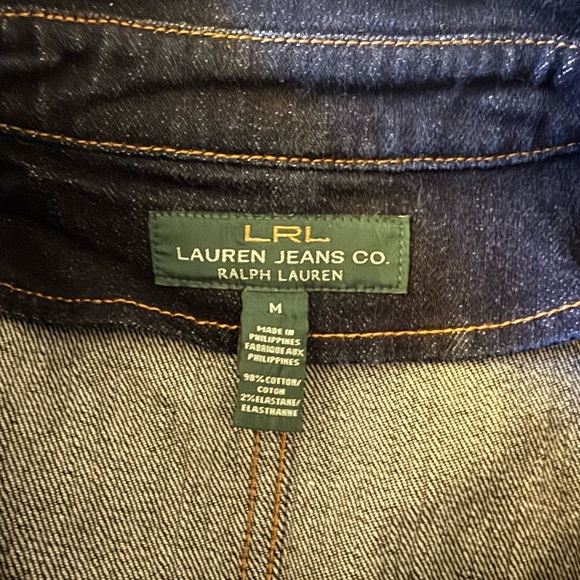 LRL
LAUREN JEANS CO.
RALPH LAUREN
M
MADE IN
PHILIPPINES
FABRIQUE AUX
PHILIPPINES
98% COTTON/
COTON
2% ELASTANE/
ELASTHANNE